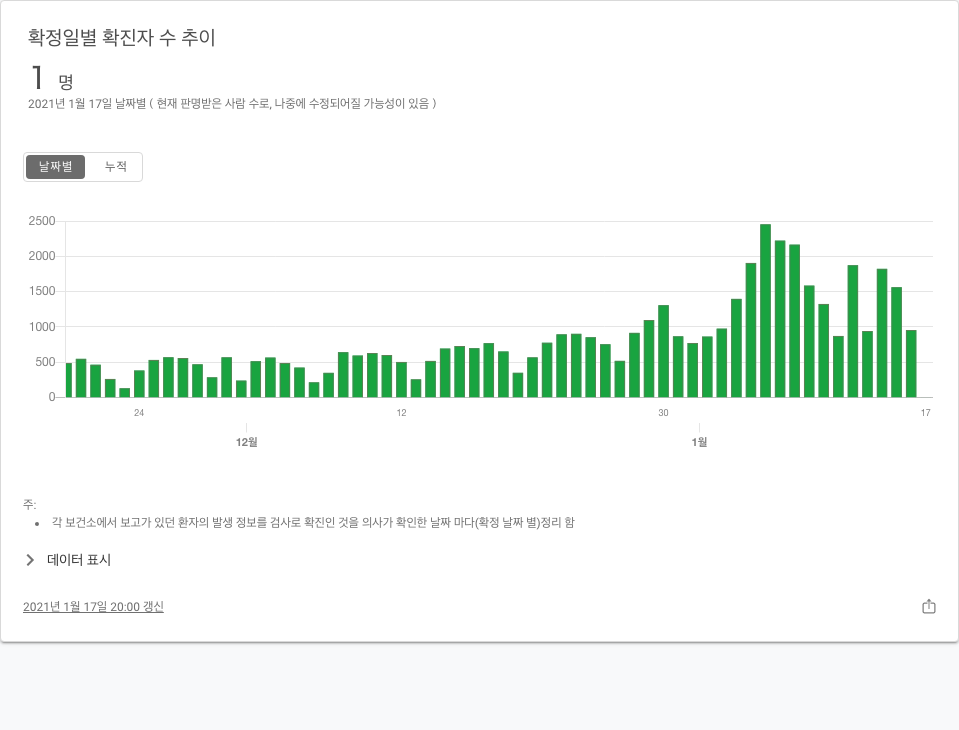 확정일별 확진자 수 추이
1 명
2021년 1월 17일 날짜별 ( 현재 판명받은 사람 수로, 나중에 수정되어질 가능성이 있음 )
날짜별 누적
2500
2000
1500
1000
500
0
24 12 30 17
12월 1월
주:
• 각 보건소에서 보고가 있던 환자의 발생 정보를 검사로 확진인 것을 의사가 확인한 날짜 마다(확정 날짜 별)정리 함
데이터 표시
2021년 1월 17일 20:00 갱신